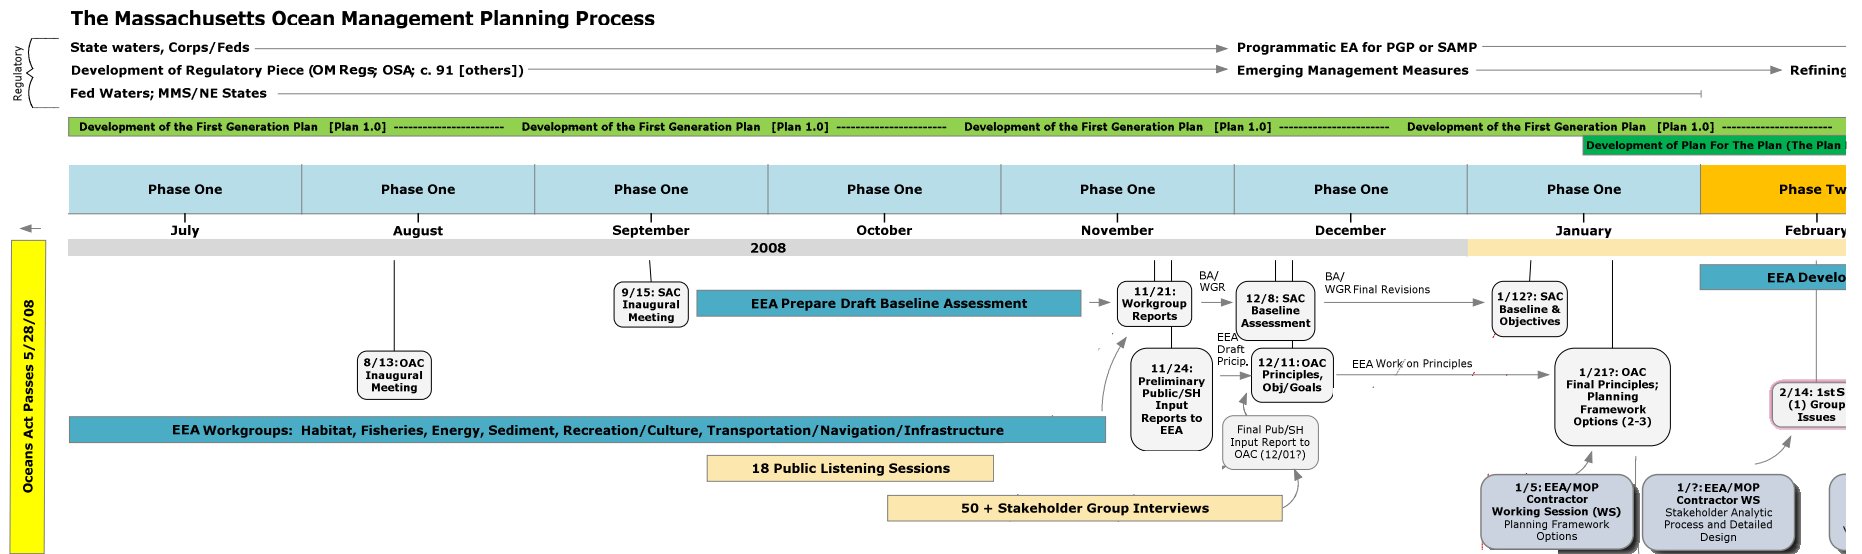 The Massachusetts Ocean Management Planning Process
Regulatory
State waters, Corps/Feds
Programmatic EA for PGP or SAMP
Development of Regulatory Piece (OM Regs; OSA; c. 91 [others])
Emerging Management Measures
Refining
Fed Waters; MMS/NE States
Development of the First Generation Plan [Plan 1.0] ----------------------- Development of the First Generation Plan [Plan 1.0] ----------------------- Development of the First Generation Plan [Plan 1.0] ----------------------- Development of the First Generation Plan [Plan 1.0] -----------------------
Development of Plan For The Plan (The Plan
Phase One
Phase One
Phase One
Phase One
Phase One
Phase One
Phase One
Phase Tw
July
August
September
October
November
December
January
February
2008
Oceans Act Passes 5/28/08
8/13: OAC
Inaugural
Meeting
9/15: SAC
Inaugural
Meeting
EEA Prepare Draft Baseline Assessment
11/21:
Workgroup
Reports
BA/
WGR
12/8: SAC
Baseline
Assessment
BA/
WGR Final Revisions
1/12?: SAC
Baseline &
Objectives
EEA Develo
11/24:
Preliminary
Public/SH
Input
Reports to
EEA
EEA
Draft
Pricip.
12/11: OAC
Principles,
Obj/Goals
EEA Work on Principles
1/21?: OAC
Final Principles;
Planning
Framework
Options (2-3)
2/14: 1st S
(1) Group
Issues
EEA Workgroups: Habitat, Fisheries, Energy, Sediment, Recreation/Culture, Transportation/Navigation/Infrastructure
Final Pub/SH
Input Report to
OAC (12/01?)
18 Public Listening Sessions
50 + Stakeholder Group Interviews
1/5: EEA/MOP
Contractor
Working Session (WS)
Planning Framework
Options
1/?: EEA/MOP
Contractor WS
Stakeholder Analytic
Process and Detailed
Design